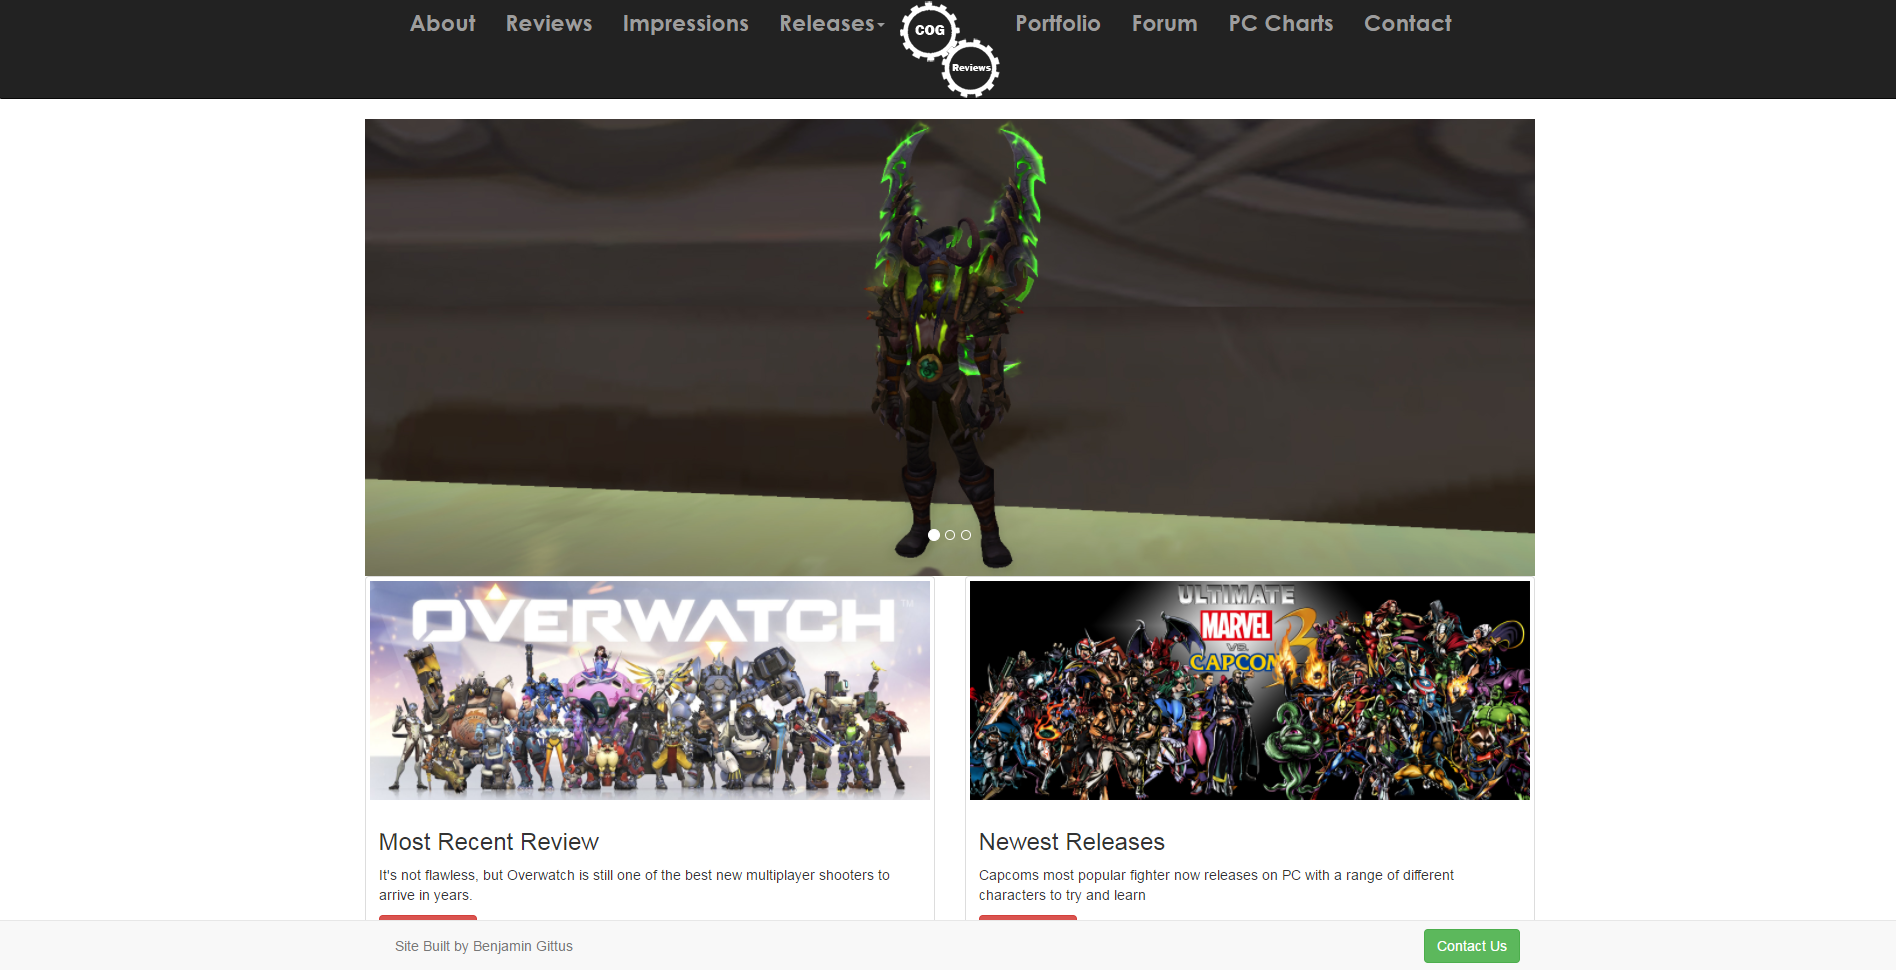 About Reviews Impressions Releases COG Reviews Portfolio Forum PC Charts Contact
OVERWATCH™
ULTIMATE
MARVEL
VS.
CAPCOM 3
Most Recent Review
It's not flawless, but Overwatch is still one of the best new multiplayer shooters to
arrive in years.
Newest Releases
Capcoms most popular fighter now releases on PC with a range of different
characters to try and learn
Site Built by Benjamin Gittus
Contact Us